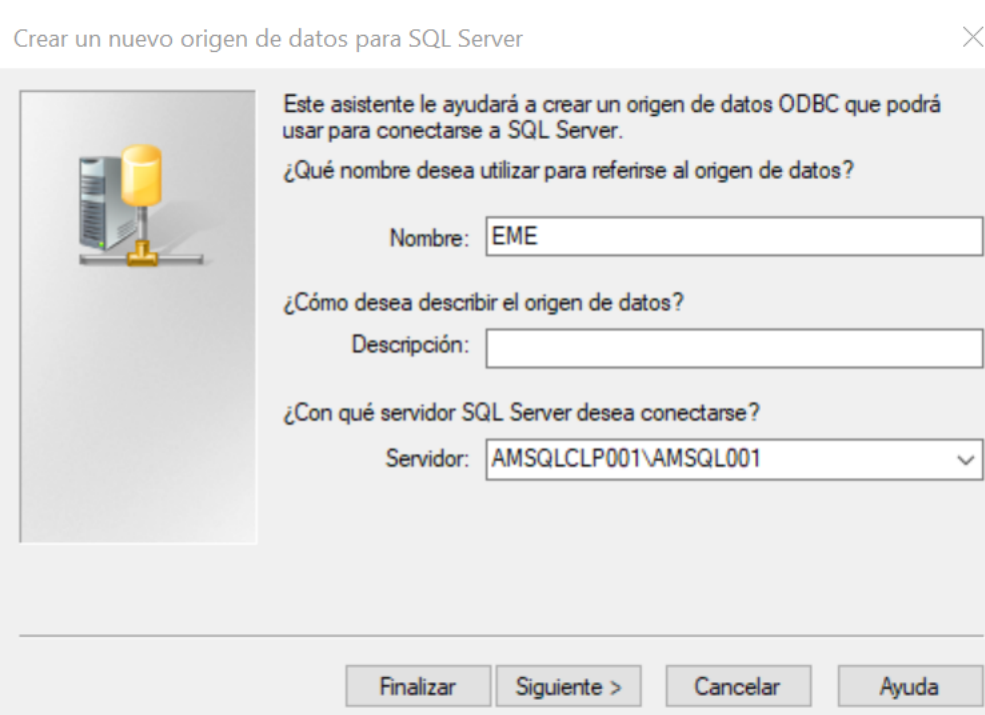 Crear un nuevo origen de datos para SQL Server
Este asistente le ayudará a crear un origen de datos ODBC que podrá
usar para conectarse a SQL Server.
¿Qué nombre desea utilizar para referirse al origen de datos?
Nombre: EME
¿Cómo desea describir el origen de datos?
Descripción:
¿Con qué servidor SQL Server desea conectarse?
Servidor: AMSQLCLP001\AMSQL001
Finalizar Siguiente > Cancelar Ayuda